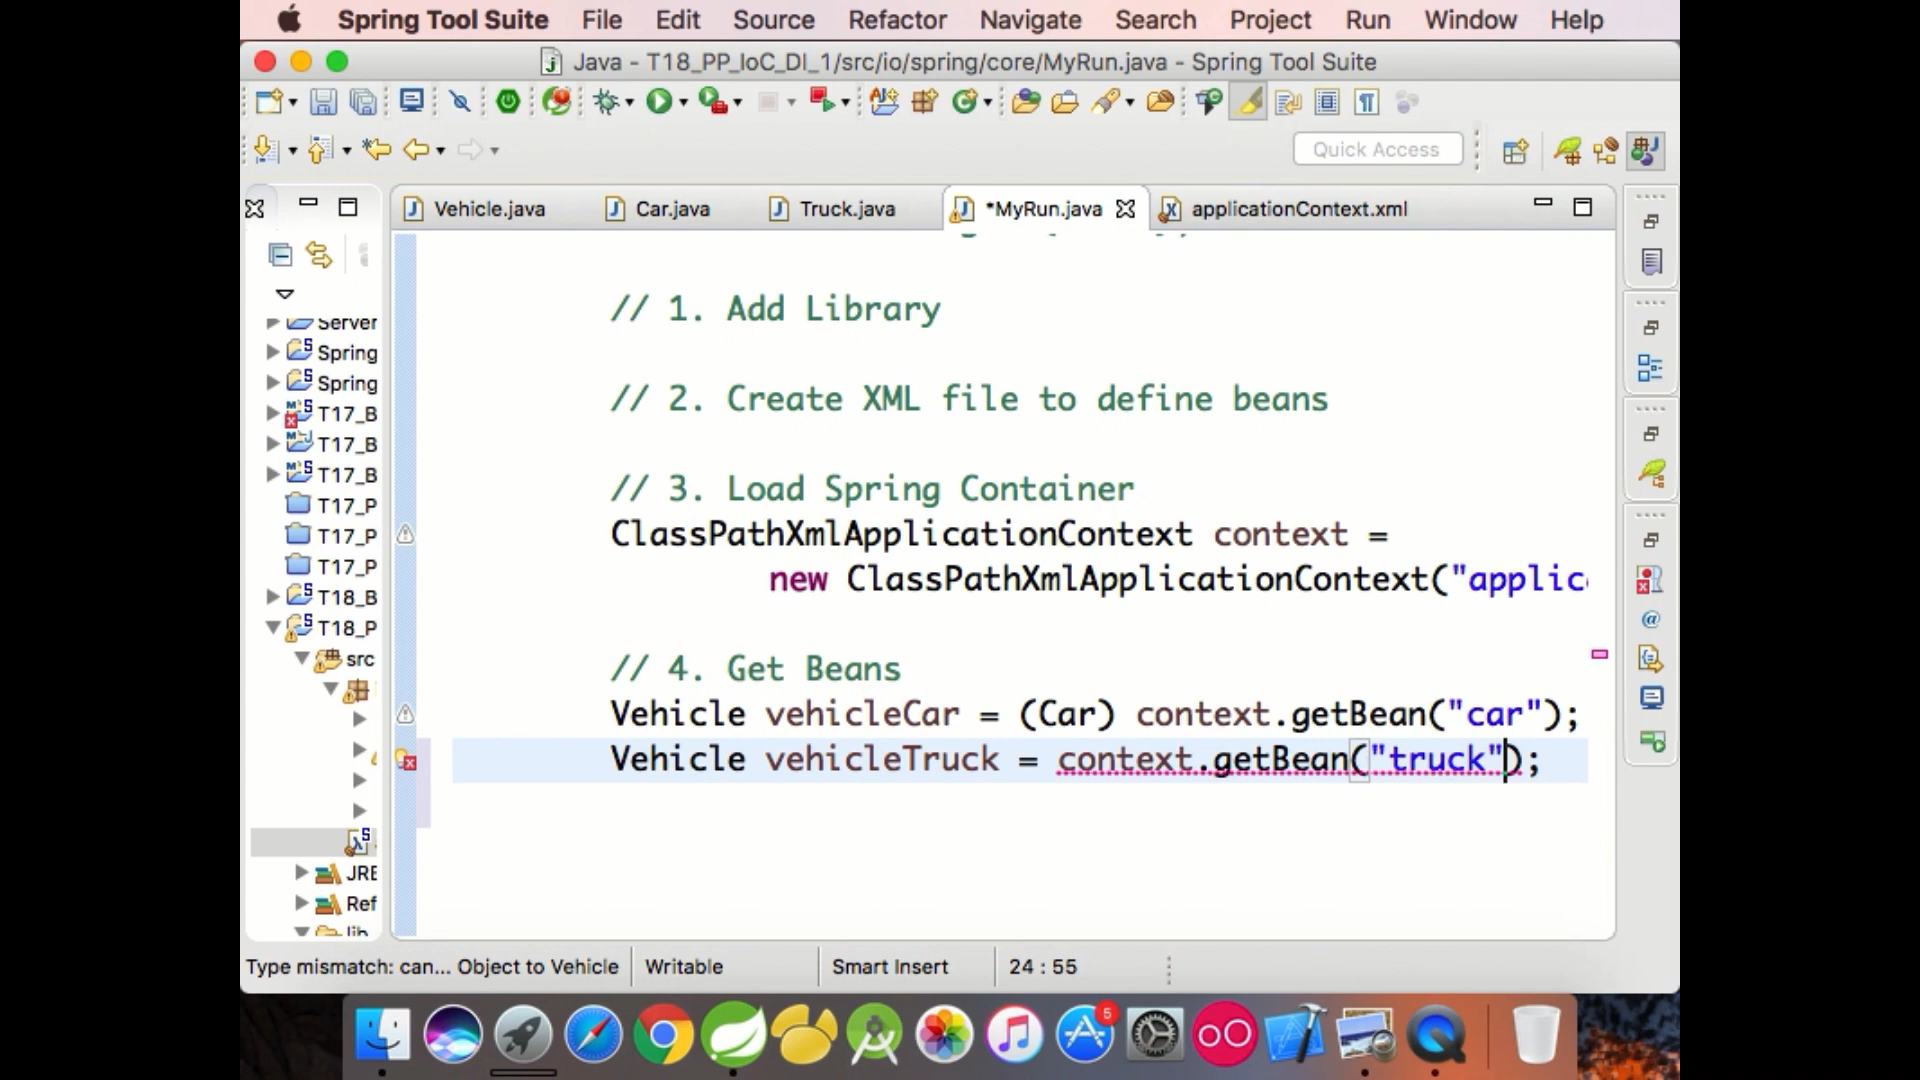 Spring Tool Suite File Edit Source Refactor Navigate Search Project Run Window Help
Java - T18_PP_IoC_DI_1/src/io/spring/core/MyRun.java - Spring Tool Suite
Quick Access
Vehicle.java Car.java Truck.java *MyRun.java applicationContext.xml
Server
Spring
Spring
T17_B
T17_B
T17_B
T17_P
T17_P
T17_P
T18_B
T18_P
src
JRE
Ref
lib
// 1. Add Library
// 2. Create XML file to define beans
// 3. Load Spring Container
ClassPathXmlApplicationContext context =
new ClassPathXmlApplicationContext("applic
// 4. Get Beans
Vehicle vehicleCar = (Car) context.getBean("car");
Vehicle vehicleTruck = context.getBean("truck");
Type mismatch: can... Object to Vehicle Writable Smart Insert 24 : 55
5